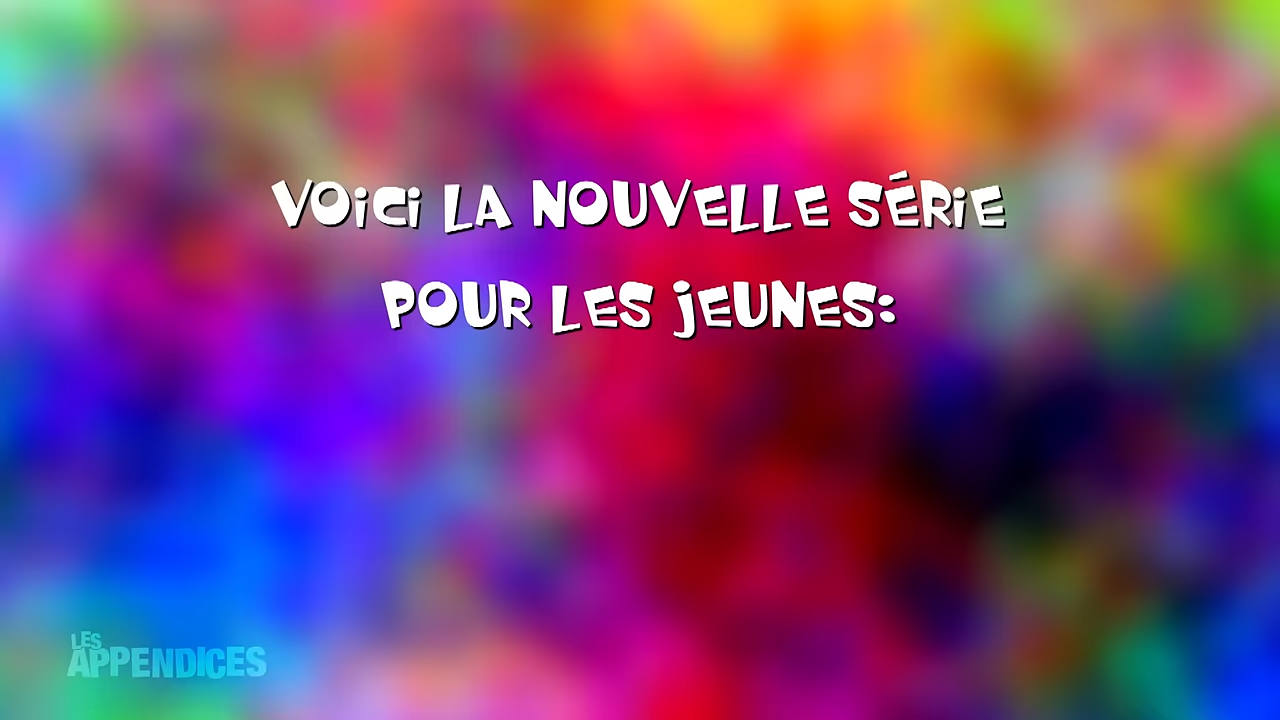 VOICI LA NOUVELLE SÉRIE
POUR LES JEUNES:
LES
APPENDICES